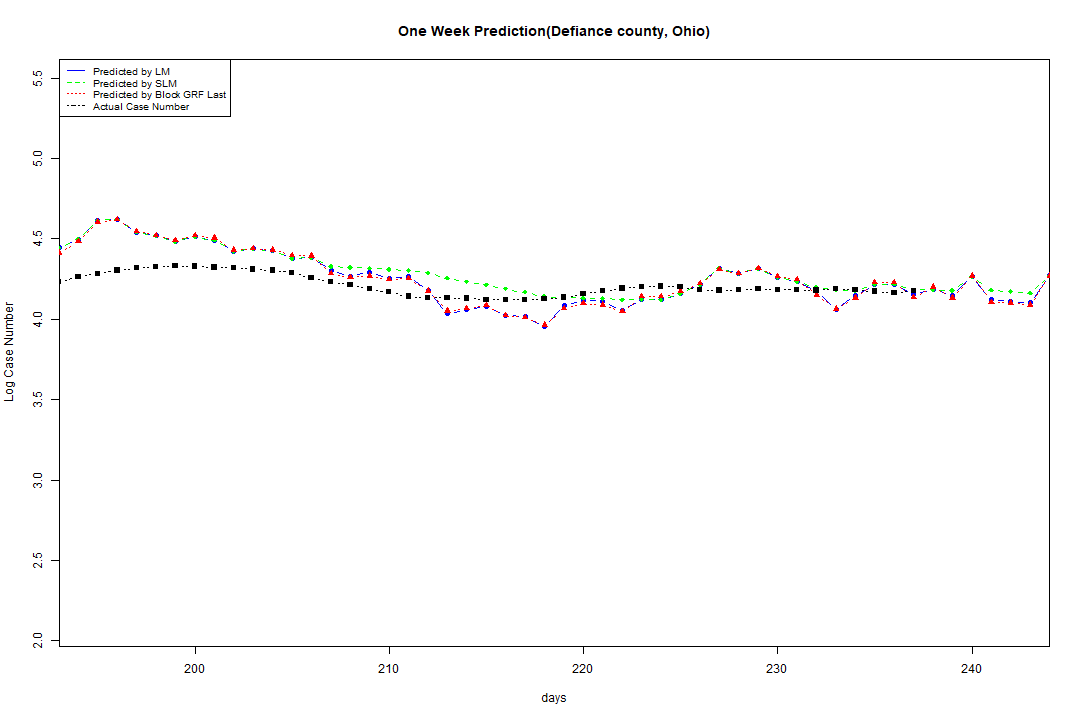 One Week Prediction(Defiance county, Ohio)
Predicted by LM
Predicted by SLM
Predicted by Block GRF Last
Actual Case Number
5.5
5.0
4.5
4.0
3.5
3.0
2.5
2.0
Log Case Number
200 210 220 230 240
days